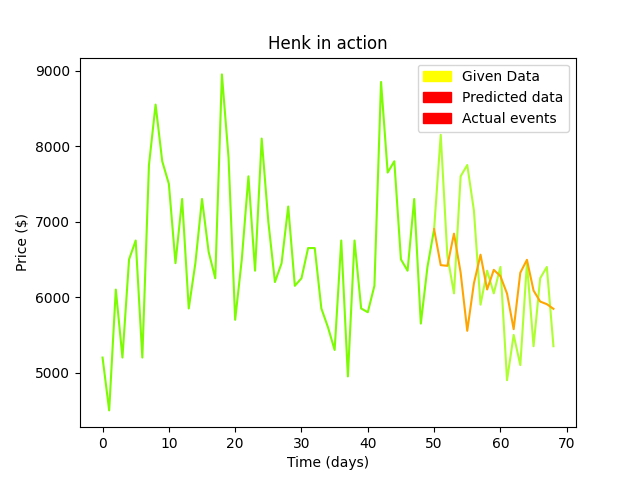 Henk in action
Given Data
Predicted data
Actual events
Price ($)
9000
8000
7000
6000
5000
0 10 20 30 40 50 60 70
Time (days)